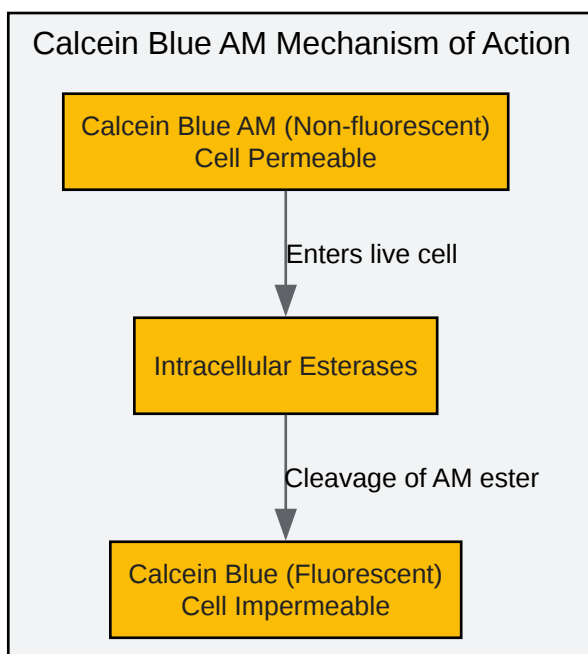 Calcein Blue AM Mechanism of Action
Calcein Blue AM (Non-fluorescent)
Cell Permeable
Enters live cell
Intracellular Esterases
Cleavage of AM ester
Calcein Blue (Fluorescent)
Cell Impermeable